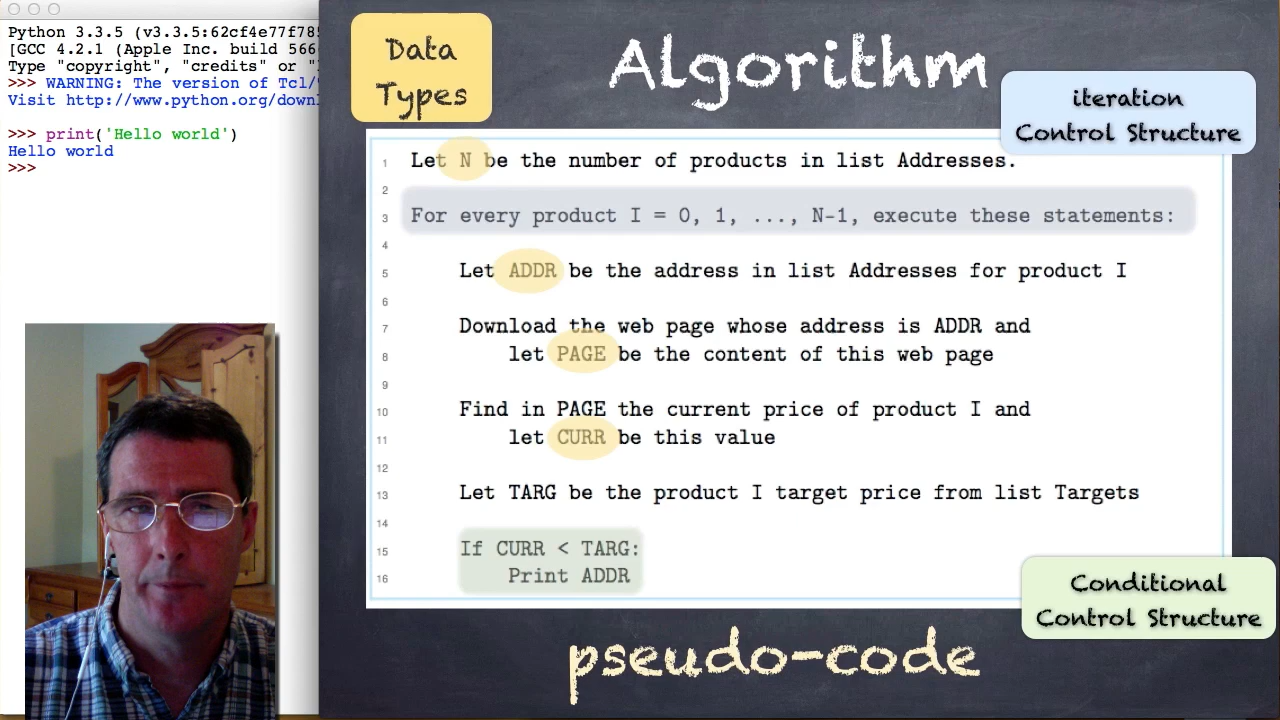 Python 3.3.5 (v3.3.5:62cf4e77f785
[GCC 4.2.1 (Apple Inc. build 566
Type "copyright", "credits" or "
>>> WARNING: The version of Tcl/
Visit http://www.python.org/downl
>>> print('Hello world')
Hello world
>>>
Data
Types
Algorithm
iteration
Control Structure
1 Let N be the number of products in list Addresses.
2
3 For every product I = 0, 1, ..., N-1, execute these statements:
4
5 Let ADDR be the address in list Addresses for product I
6
7 Download the web page whose address is ADDR and
8 let PAGE be the content of this web page
9
10 Find in PAGE the current price of product I and
11 let CURR be this value
12
13 Let TARG be the product I target price from list Targets
14
15 If CURR < TARG:
16 Print ADDR
Conditional
Control Structure
pseudo-code